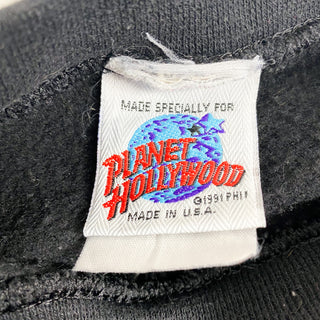 MADE SPECIALLY FOR
PLANET
HOLLYWOOD
©1991 PHI
MADE IN U.S.A.